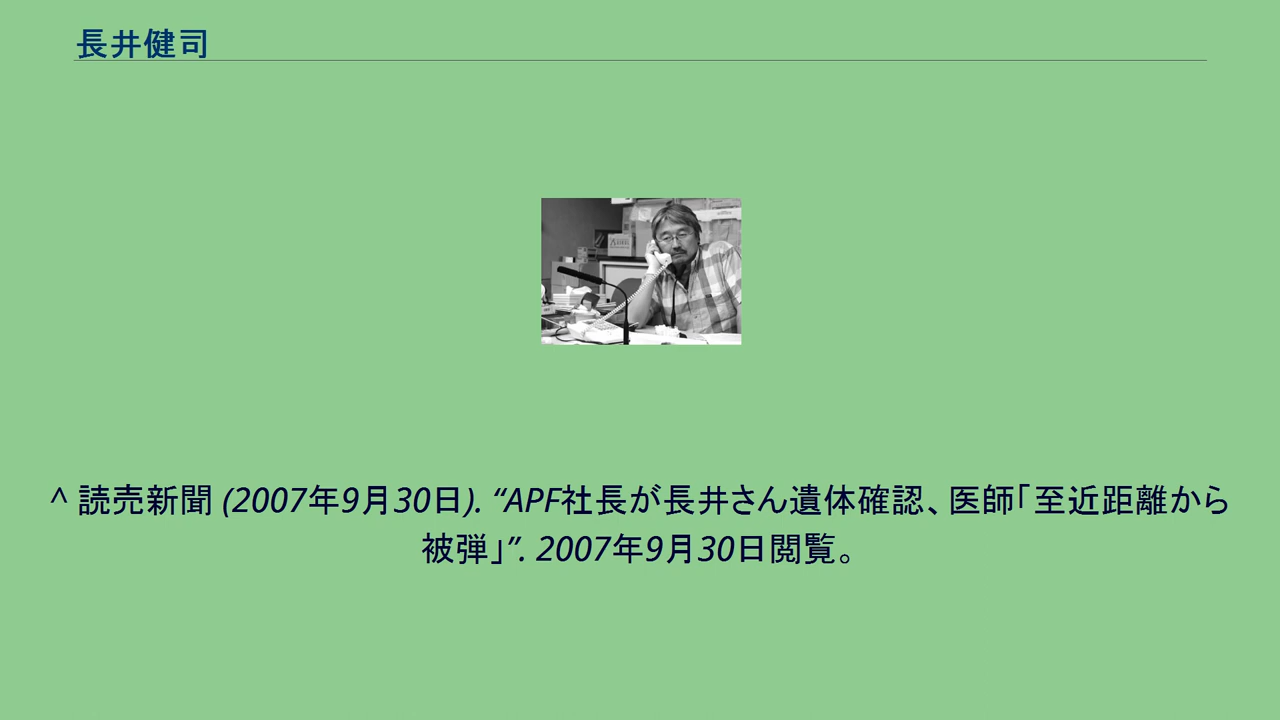 長井健司
^ 読売新聞 (2007年9月30日). “APF社長が長井さん遺体確認、医師「至近距離から
被弾」”. 2007年9月30日閲覧。